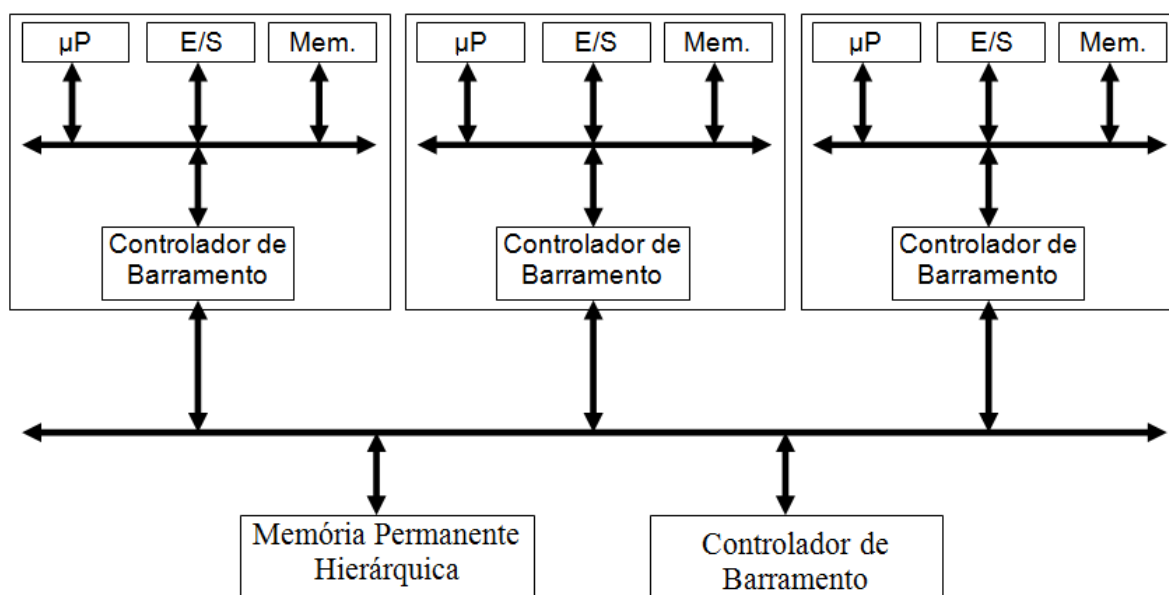 µP E/S Mem. µP E/S Mem. µP E/S Mem.
Controlador de
Barramento
Controlador de
Barramento
Controlador de
Barramento
Memória Permanente
Hierárquica
Controlador de
Barramento